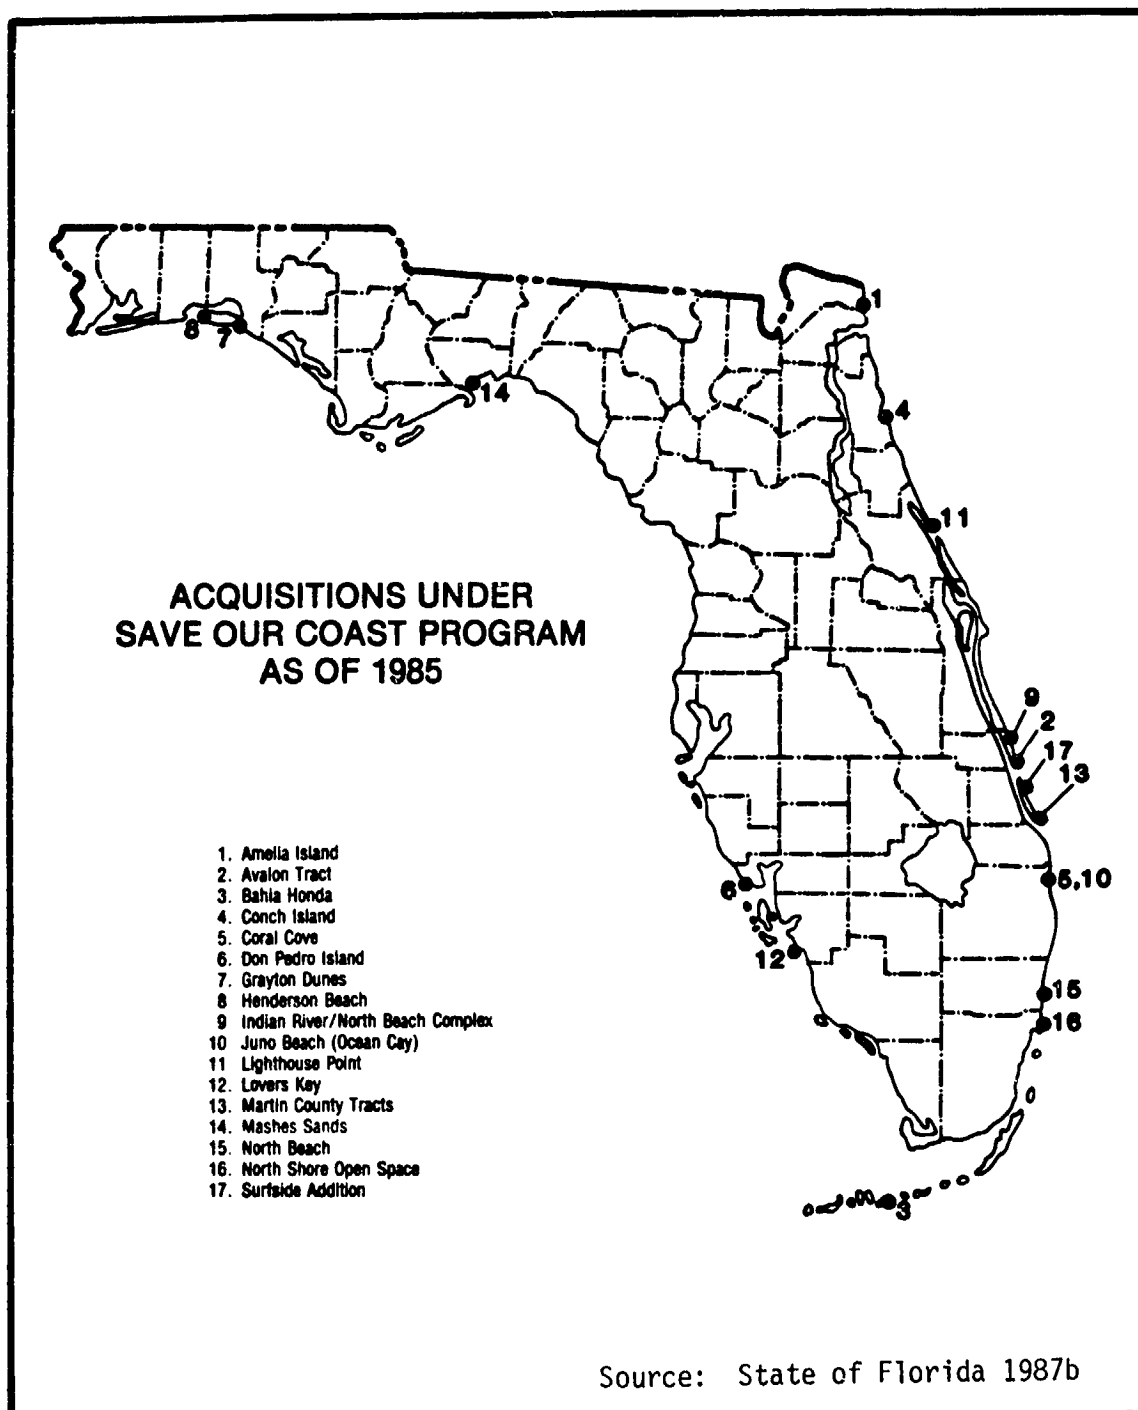 1
8
7
14
4
11
ACQUISITIONS UNDER
SAVE OUR COAST PROGRAM
AS OF 1985
9
2
17
13
1. Amelia Island
2. Avalon Tract
3. Bahia Honda
4. Conch Island
5. Coral Cove
6. Don Pedro Island
7. Grayton Dunes
8 Henderson Beach
9 Indian River/North Beach Complex
10 Juno Beach (Ocean Cay)
11 Lighthouse Point
12. Lovers Key
13. Martin County Tracts
14. Mashes Sands
15. North Beach
16. North Shore Open Space
17. Surfside Addition
6
5,10
12
15
16
3
Source: State of Florida 1987b